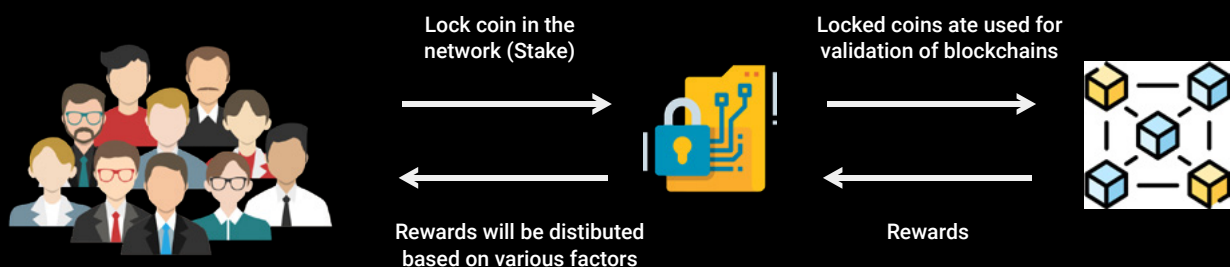 Lock coin in the
network (Stake)
Locked coins ate used for
validation of blockchains
Rewards will be distibuted
based on various factors
Rewards